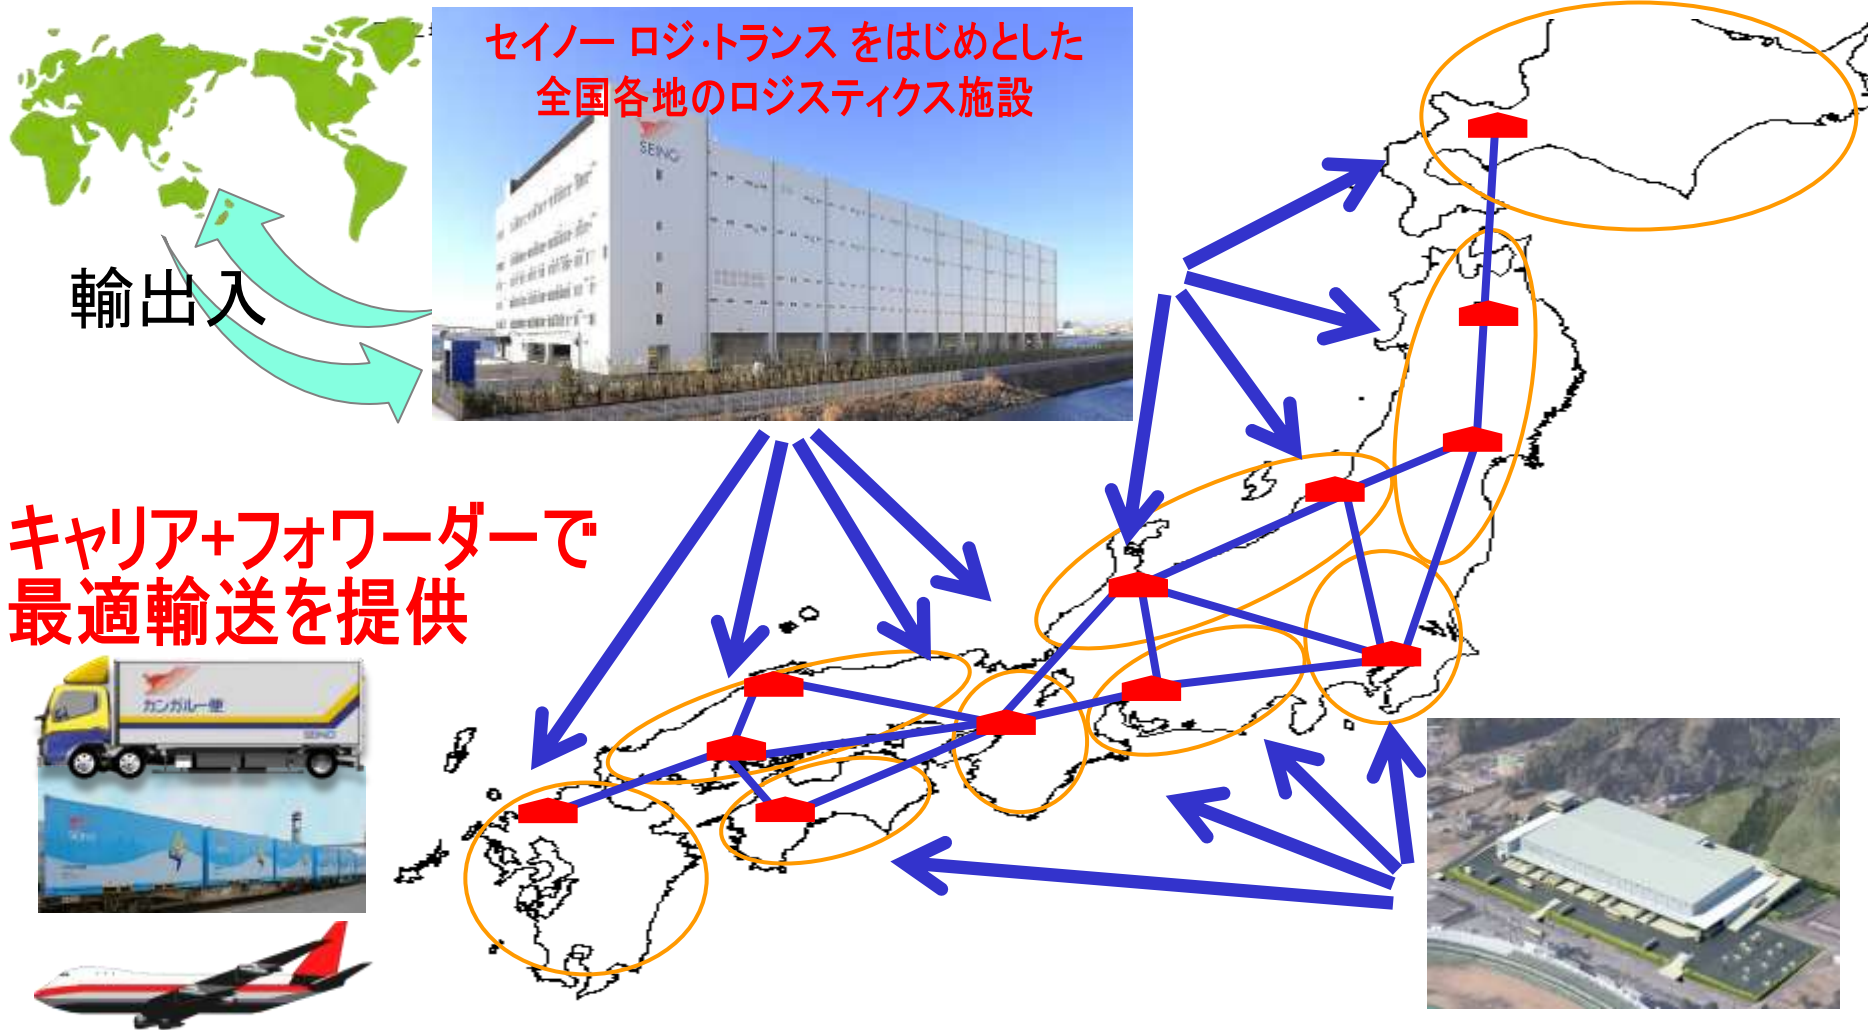 セイノー ロジ・トランス をはじめとした
全国各地のロジスティクス施設
SEINO
輸出入
キャリア+フォワーダーで
最適輸送を提供
カンガルー便
SEINO